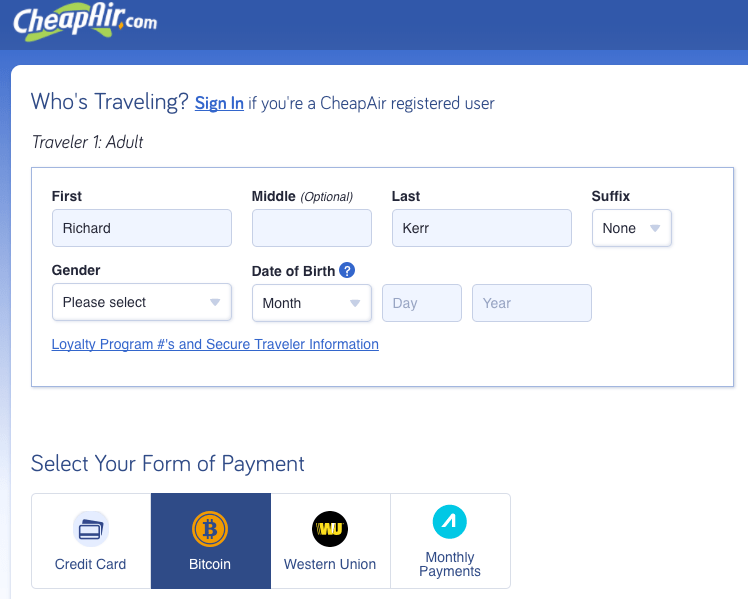 CheapAir.com
Who's Traveling? Sign In if you're a CheapAir registered user
Traveler 1: Adult
First Middle (Optional) Last Suffix
Richard Kerr None
Gender Date of Birth ?
Please select Month Day Year
Loyalty Program #'s and Secure Traveler Information
Select Your Form of Payment
WU
Credit Card Bitcoin Western Union Monthly
Payments